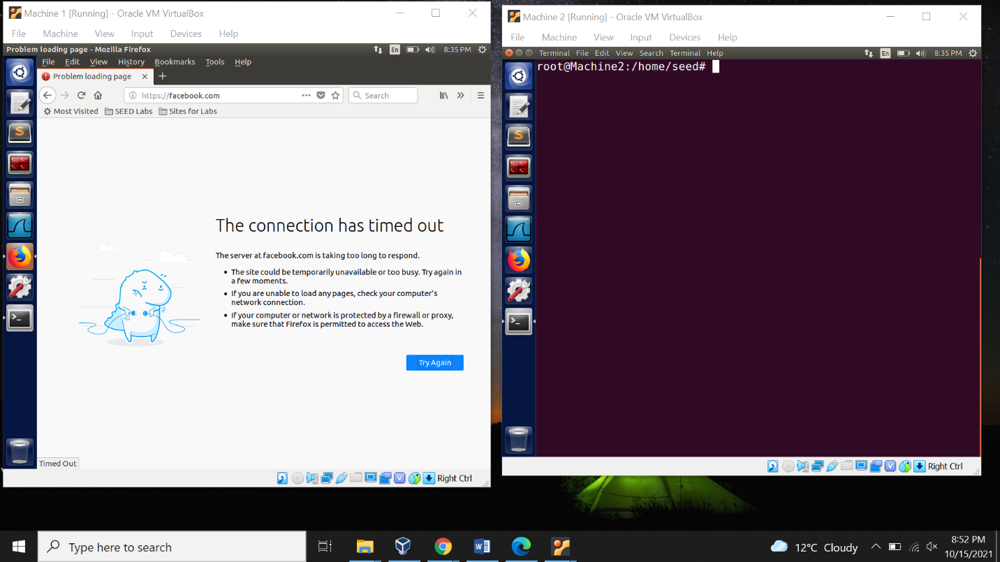 Machine 1 [Running] - Oracle VM VirtualBox
File Machine View Input Devices Help
Problem loading page - Mozilla Firefox En 8:35 PM
File Edit View History Bookmarks Tools Help
Problem loading page
https://facebook.com Search
Most Visited SEED Labs Sites for Labs
The connection has timed out
The server at facebook.com is taking too long to respond.
The site could be temporarily unavailable or too busy. Try again in
a few moments.
If you are unable to load any pages, check your computer's
network connection.
If your computer or network is protected by a firewall or proxy,
make sure that Firefox is permitted to access the Web.
Try Again
Timed Out
Right Ctrl
Machine 2 [Running] - Oracle VM VirtualBox
File Machine View Input Devices Help
Terminal File Edit View Search Terminal Help En 8:35 PM
root@Machine2:/home/seed#
Right Ctrl
Type here to search
12°C Cloudy
8:52 PM
10/15/2021